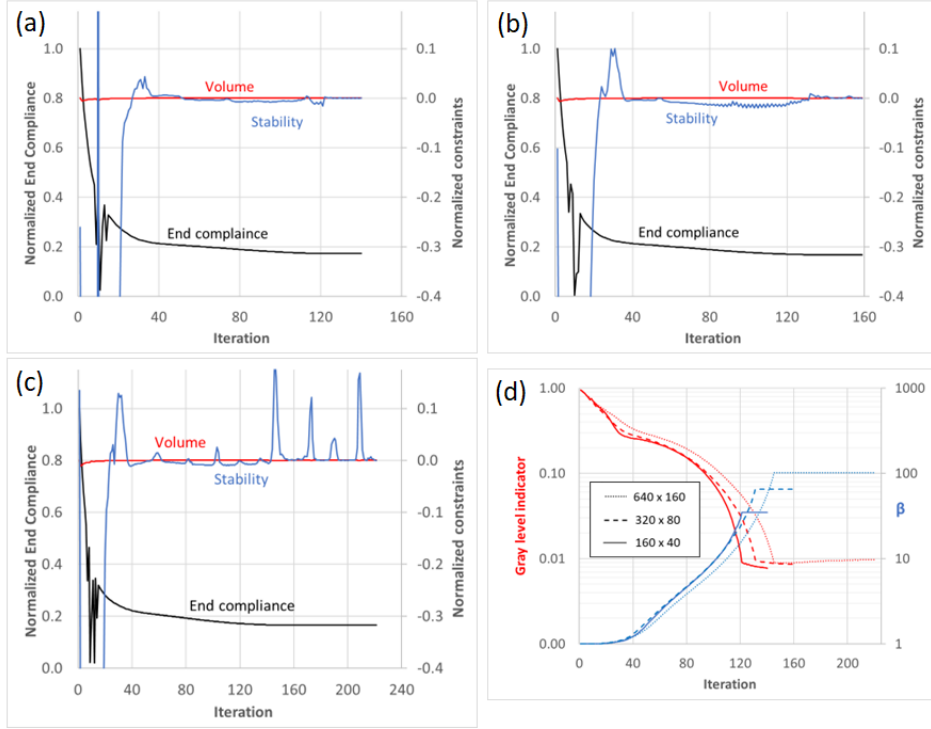 (a)
Normalized End Compliance
1.0
0.8
0.6
0.4
0.2
0.0
Volume
Stability
End complaince
0.1
0.0
-0.1
-0.2
-0.3
-0.4
Normalized constraints
0 40 80 120 160
Iteration
(b)
Normalized End Compliance
1.0
0.8
0.6
0.4
0.2
0.0
Volume
Stability
End compliance
0.1
0.0
-0.1
-0.2
-0.3
-0.4
Normalized constraints
0 40 80 120 160
Iteration
(c)
Normalized End Compliance
1.0
0.8
0.6
0.4
0.2
0.0
Volume
Stability
End compliance
0.1
0.0
-0.1
-0.2
-0.3
-0.4
Normalized constraints
0 40 80 120 160 200 240
Iteration
(d)
Gray level indicator
1.00
0.10
0.01
0.00
640 x 160
320 x 80
160 x 40
1000
100
10
1
β
0 40 80 120 160 200
Iteration